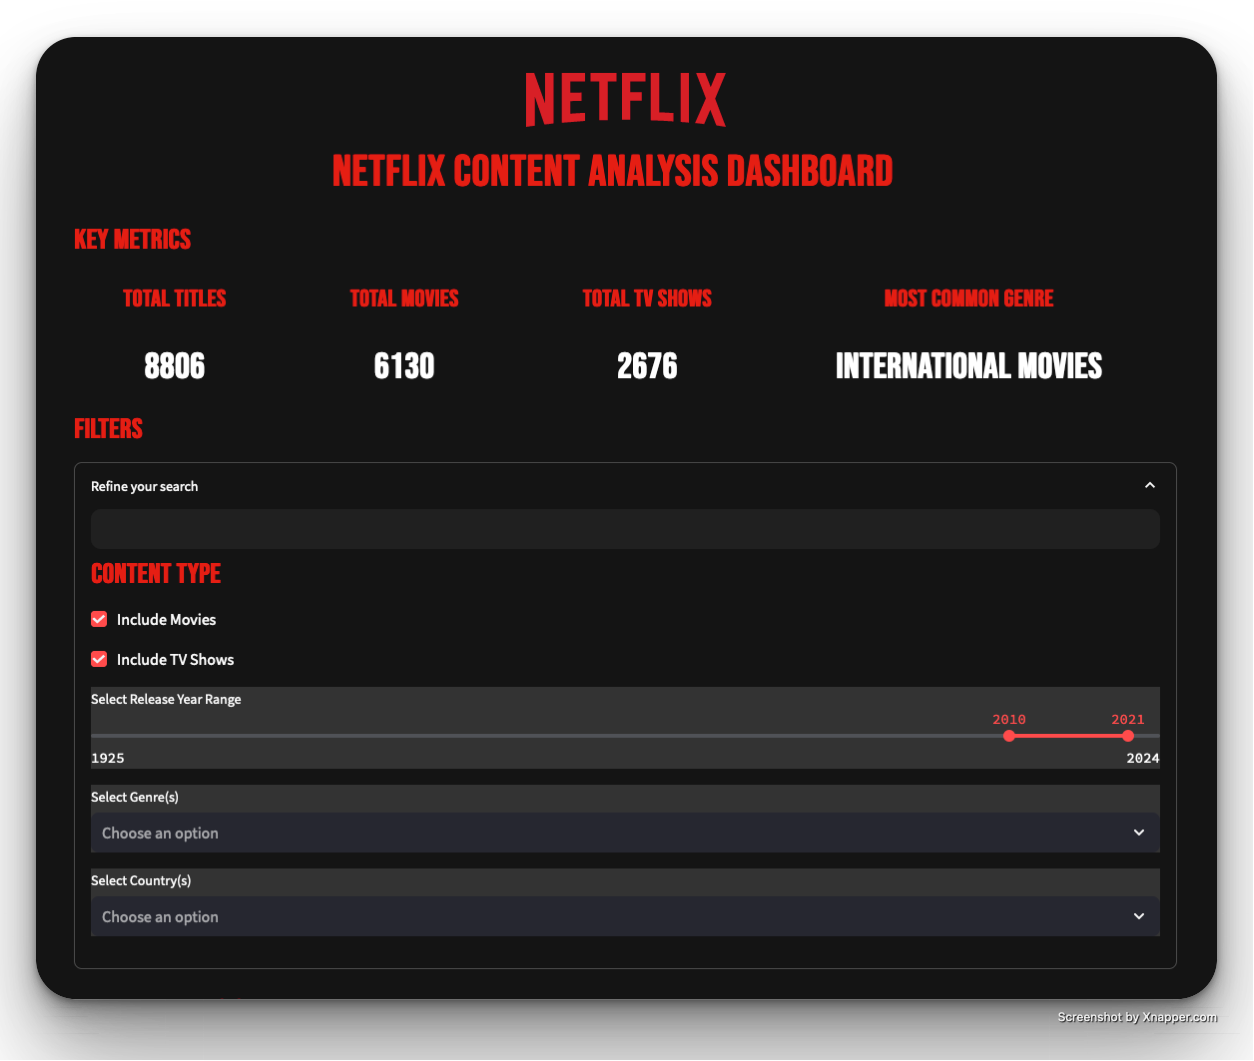 NETFLIX
NETFLIX CONTENT ANALYSIS DASHBOARD
KEY METRICS
TOTAL TITLES
8806
TOTAL MOVIES
6130
TOTAL TV SHOWS
2676
MOST COMMON GENRE
INTERNATIONAL MOVIES
FILTERS
Refine your search
CONTENT TYPE
Include Movies
Include TV Shows
Select Release Year Range
2010 2021
1925 2024
Select Genre(s)
Choose an option
Select Country(s)
Choose an option
Screenshot by Xnapper.com